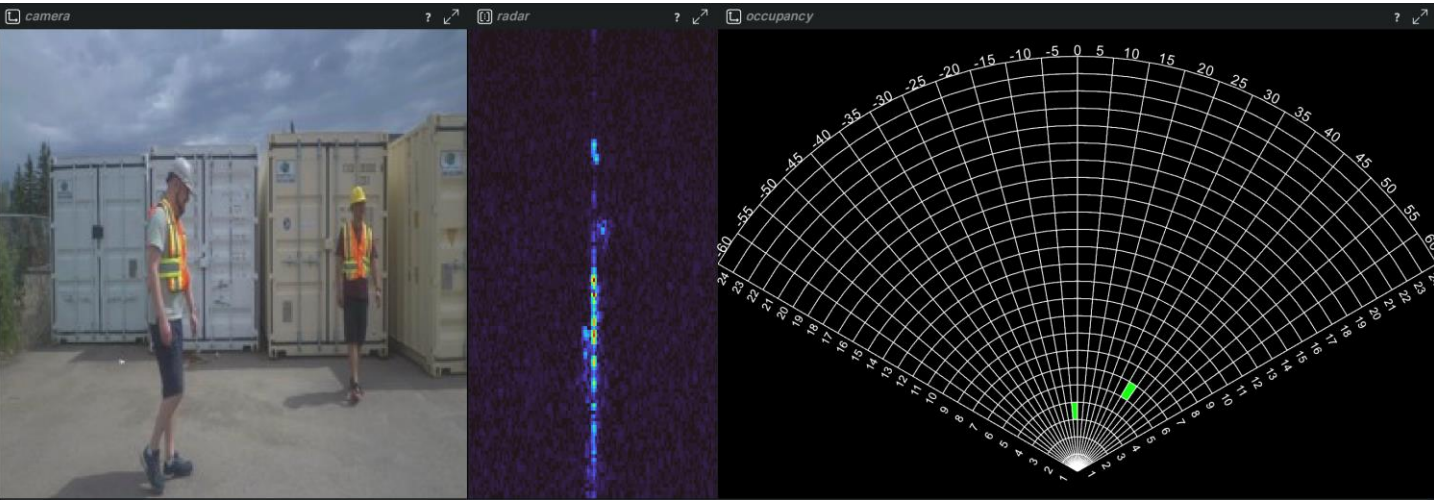 camera ?
radar ?
occupancy ?
-60 -55 -50 -45 -40 -35 -30 -25 -20 -15 -10 -5 0 5 10 15 20 25 30 35 40 45 50 55 60
24 23 22 21 20 19 18 17 16 15 14 13 12 11 10 9 8 7 6 5 4 3 2 1
1 2 3 4 5 6 7 8 9 10 11 12 13 14 15 16 17 18 19 20 21 22 23